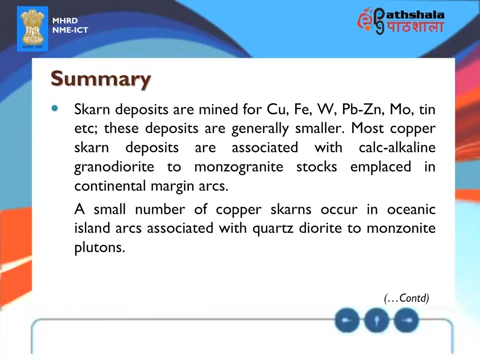 MHRD
NME-ICT
Pathshala
पाठशाला
Summary
• Skarn deposits are mined for Cu, Fe, W, Pb-Zn, Mo, tin
etc; these deposits are generally smaller. Most copper
skarn deposits are associated with calc-alkaline
granodiorite to monzogranite stocks emplaced in
continental margin arcs.
A small number of copper skarns occur in oceanic
island arcs associated with quartz diorite to monzonite
plutons.
(…Contd)